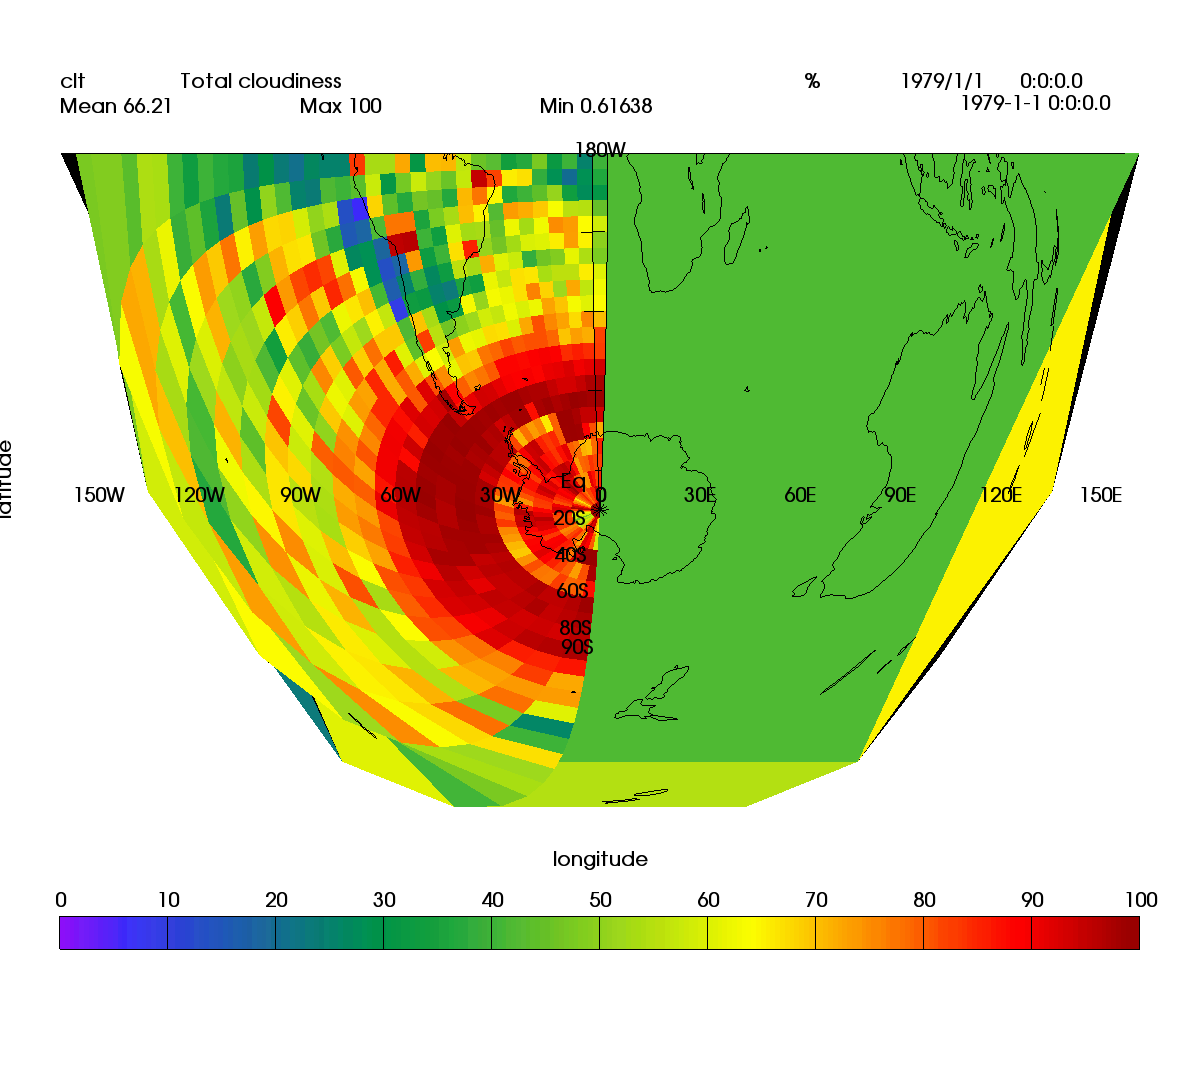 clt Total cloudiness % 1979/1/1 0:0:0.0
Mean 66.21 Max 100 Min 0.61638 1979-1-1 0:0:0.0
180W
latitude
Eq
150W 120W 90W 60W 30W 0 30E 60E 90E 120E 150E
20S
40S
60S
80S
90S
longitude
0 10 20 30 40 50 60 70 80 90 100